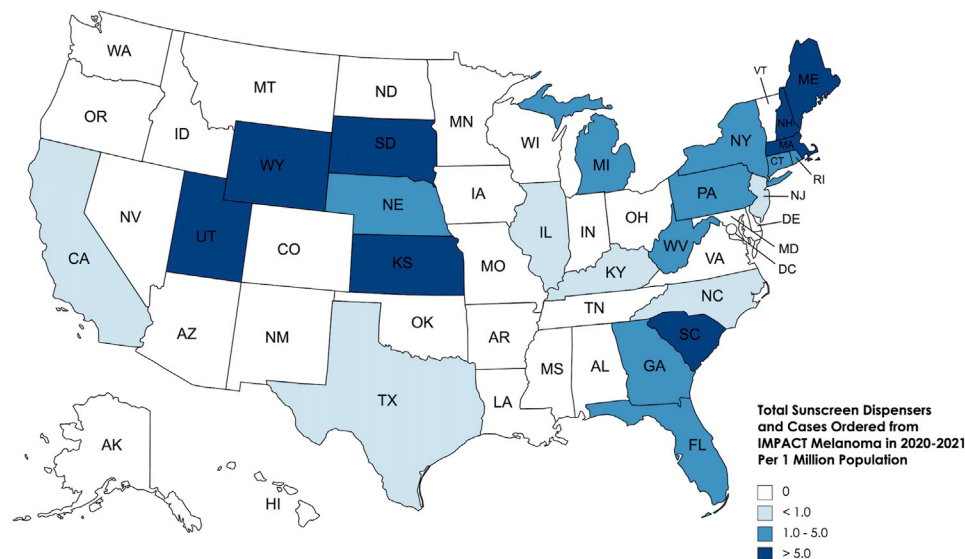 WA
MT
ND
MN
VT
ME
OR
ID
WY
SD
WI
MI
NY
NH
MA
CT
RI
NV
UT
CO
NE
IA
IL
IN
OH
PA
NJ
DE
MD
DC
CA
KS
MO
KY
WV
VA
AZ
NM
OK
AR
TN
NC
SC
TX
LA
MS
AL
GA
FL
AK
HI
Total Sunscreen Dispensers
and Cases Ordered from
IMPACT Melanoma in 2020-2021
Per 1 Million Population
0
< 1.0
1.0 - 5.0
> 5.0